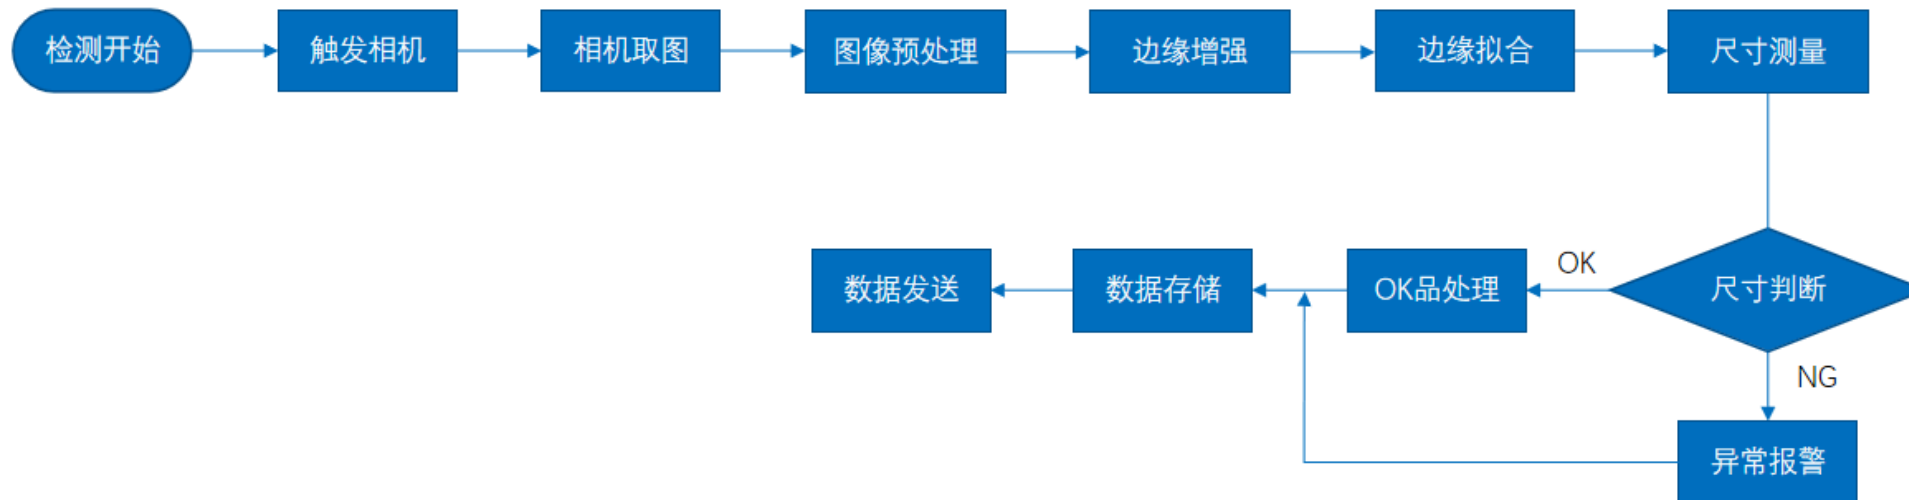 检测开始
触发相机
相机取图
图像预处理
边缘增强
边缘拟合
尺寸测量
尺寸判断
OK
OK品处理
数据存储
数据发送
NG
异常报警